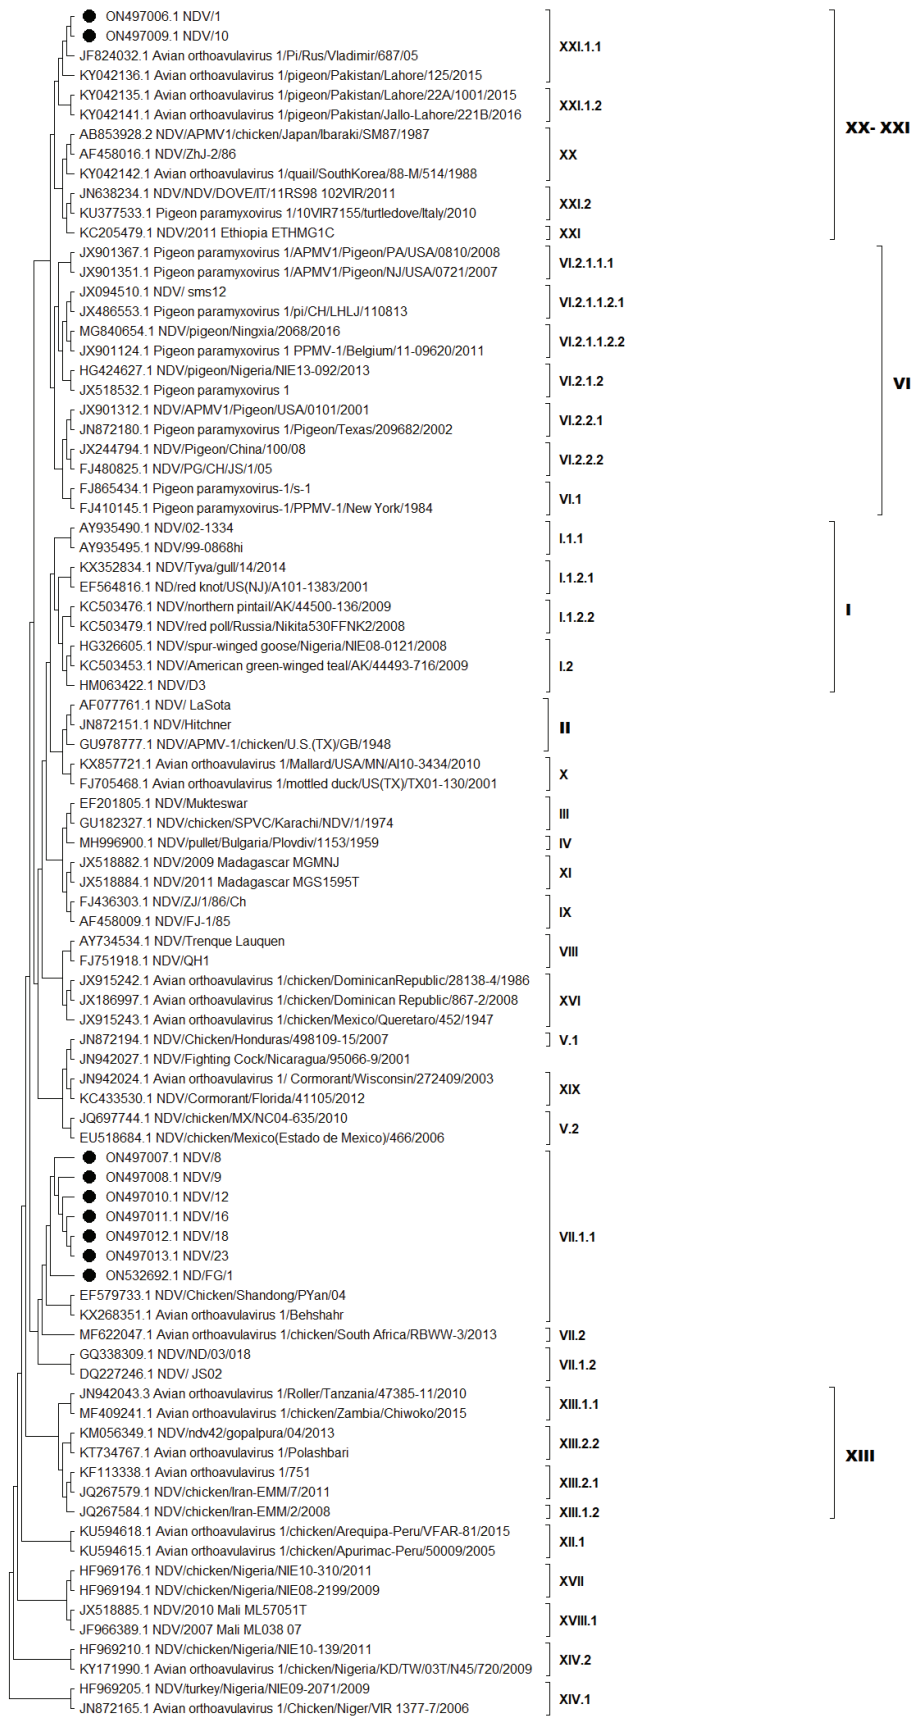 ON497006.1 NDV/1
ON497009.1 NDV/10
JF824032.1 Avian orthoavulavirus 1/Pi/Rus/Vladimir/687/05
KY042136.1 Avian orthoavulavirus 1/pigeon/Pakistan/Lahore/125/2015
XXI.1.1
KY042135.1 Avian orthoavulavirus 1/pigeon/Pakistan/Lahore/22A/1001/2015
KY042141.1 Avian orthoavulavirus 1/pigeon/Pakistan/Jallo-Lahore/221B/2016
XXI.1.2
AB853928.2 NDV/APMV1/chicken/Japan/Ibaraki/SM87/1987
AF458016.1 NDV/ZhJ-2/86
KY042142.1 Avian orthoavulavirus 1/quail/SouthKorea/88-M/514/1988
XX
JN638234.1 NDV/NDV/DOVE/IT/11RS98 102VIR/2011
KU377533.1 Pigeon paramyxovirus 1/10VIR7155/turtledove/Italy/2010
XXI.2
KC205479.1 NDV/2011 Ethiopia ETHMG1C
XXI
XX- XXI
JX901367.1 Pigeon paramyxovirus 1/APMV1/Pigeon/PA/USA/0810/2008
JX901351.1 Pigeon paramyxovirus 1/APMV1/Pigeon/NJ/USA/0721/2007
VI.2.1.1.1
JX094510.1 NDV/ sms12
JX486553.1 Pigeon paramyxovirus 1/pi/CH/LHLJ/110813
VI.2.1.1.2.1
MG840654.1 NDV/pigeon/Ningxia/2068/2016
JX901124.1 Pigeon paramyxovirus 1 PPMV-1/Belgium/11-09620/2011
VI.2.1.1.2.2
HG424627.1 NDV/pigeon/Nigeria/NIE13-092/2013
JX518532.1 Pigeon paramyxovirus 1
VI.2.1.2
JX901312.1 NDV/APMV1/Pigeon/USA/0101/2001
JN872180.1 Pigeon paramyxovirus 1/Pigeon/Texas/209682/2002
VI.2.2.1
JX244794.1 NDV/Pigeon/China/100/08
FJ480825.1 NDV/PG/CH/JS/1/05
VI.2.2.2
FJ865434.1 Pigeon paramyxovirus-1/s-1
FJ410145.1 Pigeon paramyxovirus-1/PPMV-1/New York/1984
VI.1
VI
AY935490.1 NDV/02-1334
AY935495.1 NDV/99-0868hi
I.1.1
KX352834.1 NDV/Tyva/gull/14/2014
EF564816.1 ND/red knot/US(NJ)/A101-1383/2001
I.1.2.1
KC503476.1 NDV/northern pintail/AK/44500-136/2009
KC503479.1 NDV/red poll/Russia/Nikita530FFNK2/2008
I.1.2.2
HG326605.1 NDV/spur-winged goose/Nigeria/NIE08-0121/2008
KC503453.1 NDV/American green-winged teal/AK/44493-716/2009
HM063422.1 NDV/D3
I.2
I
AF077761.1 NDV/ LaSota
JN872151.1 NDV/Hitchner
GU978777.1 NDV/APMV-1/chicken/U.S.(TX)/GB/1948
II
KX857721.1 Avian orthoavulavirus 1/Mallard/USA/MN/AI10-3434/2010
FJ705468.1 Avian orthoavulavirus 1/mottled duck/US(TX)/TX01-130/2001
X
EF201805.1 NDV/Mukteswar
GU182327.1 NDV/chicken/SPVC/Karachi/NDV/1/1974
III
MH996900.1 NDV/pullet/Bulgaria/Plovdiv/1153/1959
IV
JX518882.1 NDV/2009 Madagascar MGMNJ
JX518884.1 NDV/2011 Madagascar MGS1595T
XI
FJ436303.1 NDV/ZJ/1/86/Ch
AF458009.1 NDV/FJ-1/85
IX
AY734534.1 NDV/Trenque Lauquen
FJ751918.1 NDV/QH1
VIII
JX915242.1 Avian orthoavulavirus 1/chicken/DominicanRepublic/28138-4/1986
JX186997.1 Avian orthoavulavirus 1/chicken/Dominican Republic/867-2/2008
JX915243.1 Avian orthoavulavirus 1/chicken/Mexico/Queretaro/452/1947
XVI
JN872194.1 NDV/Chicken/Honduras/498109-15/2007
V.1
JN942027.1 NDV/Fighting Cock/Nicaragua/95066-9/2001
JN942024.1 Avian orthoavulavirus 1/ Cormorant/Wisconsin/272409/2003
KC433530.1 NDV/Cormorant/Florida/41105/2012
XIX
JQ697744.1 NDV/chicken/MX/NC04-635/2010
EU518684.1 NDV/chicken/Mexico(Estado de Mexico)/466/2006
V.2
ON497007.1 NDV/8
ON497008.1 NDV/9
ON497010.1 NDV/12
ON497011.1 NDV/16
ON497012.1 NDV/18
ON497013.1 NDV/23
ON532692.1 ND/FG/1
EF579733.1 NDV/Chicken/Shandong/PYan/04
KX268351.1 Avian orthoavulavirus 1/Behshahr
VII.1.1
MF622047.1 Avian orthoavulavirus 1/chicken/South Africa/RBWW-3/2013
VII.2
GQ338309.1 NDV/ND/03/018
DQ227246.1 NDV/ JS02
VII.1.2
JN942043.3 Avian orthoavulavirus 1/Roller/Tanzania/47385-11/2010
MF409241.1 Avian orthoavulavirus 1/chicken/Zambia/Chiwoko/2015
XIII.1.1
KM056349.1 NDV/ndv42/gopalpura/04/2013
KT734767.1 Avian orthoavulavirus 1/Polashbari
XIII.2.2
KF113338.1 Avian orthoavulavirus 1/751
JQ267579.1 NDV/chicken/Iran-EMM/7/2011
XIII.2.1
JQ267584.1 NDV/chicken/Iran-EMM/2/2008
XIII.1.2
XIII
KU594618.1 Avian orthoavulavirus 1/chicken/Arequipa-Peru/VFAR-81/2015
KU594615.1 Avian orthoavulavirus 1/chicken/Apurimac-Peru/50009/2005
XII.1
HF969176.1 NDV/chicken/Nigeria/NIE10-310/2011
HF969194.1 NDV/chicken/Nigeria/NIE08-2199/2009
XVII
JX518885.1 NDV/2010 Mali ML57051T
JF966389.1 NDV/2007 Mali ML038 07
XVIII.1
HF969210.1 NDV/chicken/Nigeria/NIE10-139/2011
KY171990.1 Avian orthoavulavirus 1/chicken/Nigeria/KD/TW/03T/N45/720/2009
XIV.2
HF969205.1 NDV/turkey/Nigeria/NIE09-2071/2009
JN872165.1 Avian orthoavulavirus 1/Chicken/Niger/VIR 1377-7/2006
XIV.1